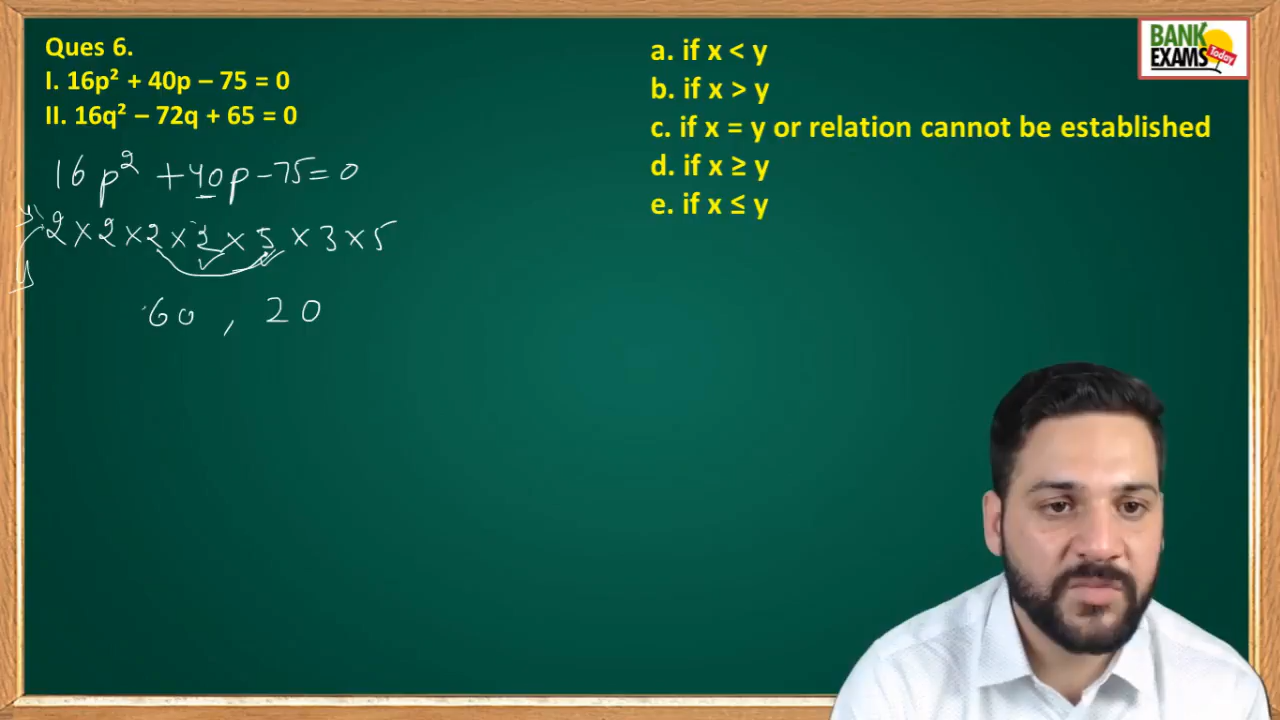 Ques 6.
I. 16p² + 40p – 75 = 0
II. 16q² – 72q + 65 = 0
16p² + 40p - 75 = 0
2 × 2 × 2 × 2 × 5 × 3 × 5
60 , 20
a. if x < y
b. if x > y
c. if x = y or relation cannot be established
d. if x ≥ y
e. if x ≤ y
BANK
EXAMS Today